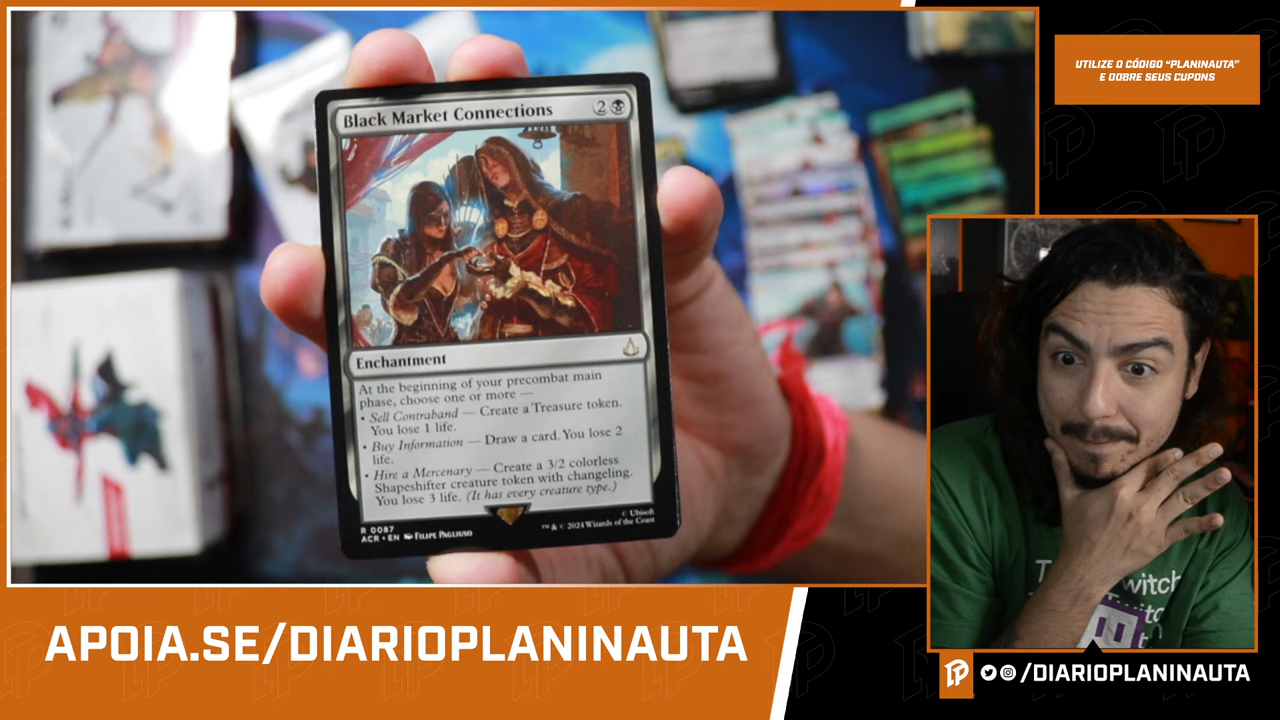 UTILIZE O CÓDIGO “PLANINAUTA”
E DOBRE SEUS CUPONS
Black Market Connections 2
Enchantment
At the beginning of your precombat main
phase, choose one or more —
• Sell Contraband — Create a Treasure token.
You lose 1 life.
• Buy Information — Draw a card. You lose 2
life.
• Hire a Mercenary — Create a 3/2 colorless
Shapeshifter creature token with changeling.
You lose 3 life. (It has every creature type.)
R 0087
ACR • EN Filipe Pagliuso
© Ubisoft
™ & © 2024 Wizards of the Coast
APOIA.SE/DIARIOPLANINAUTA
/DIARIOPLANINAUTA